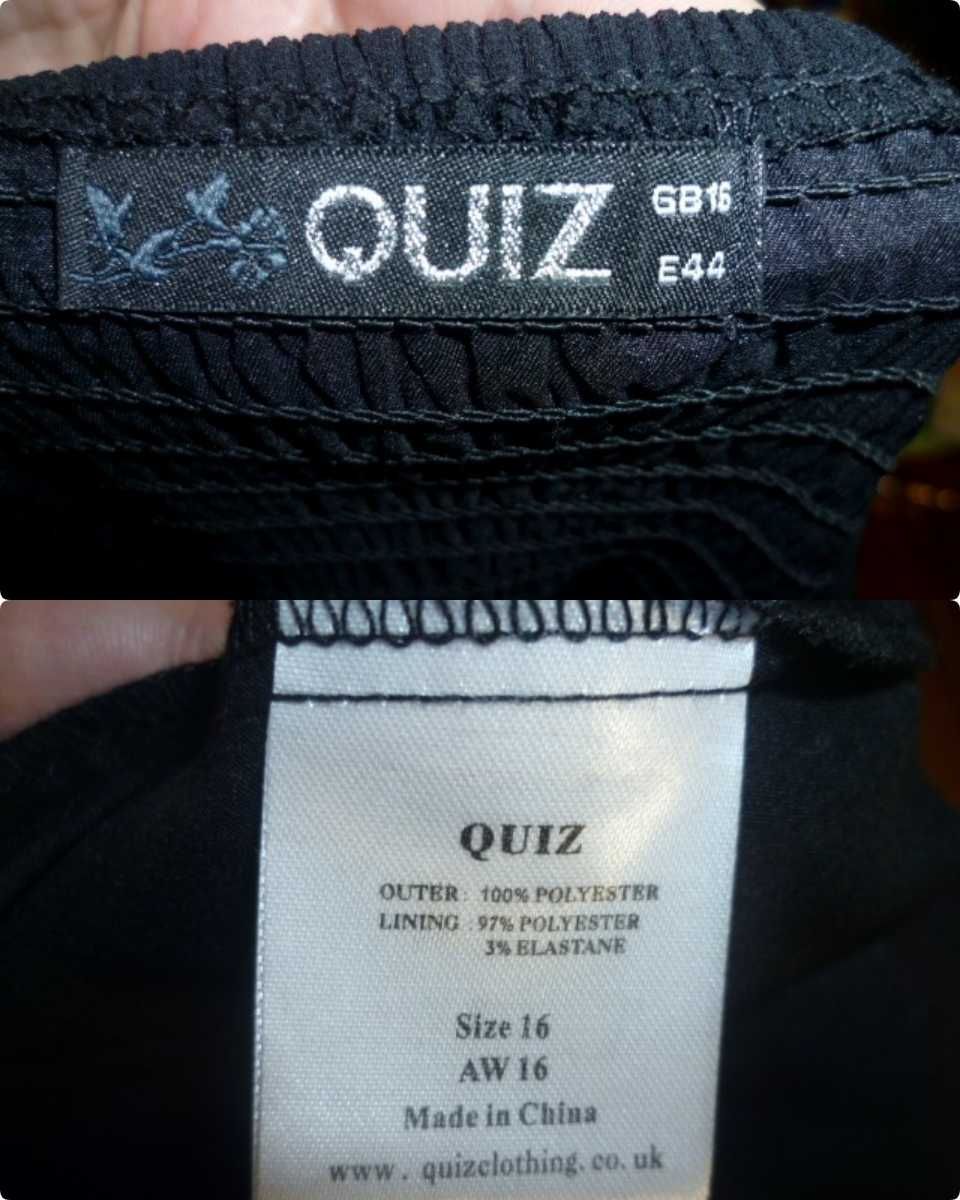 QUIZ
GB16
E44
QUIZ
OUTER: 100% POLYESTER
LINING :97% POLYESTER
3% ELASTANE
Size 16
AW 16
Made in China
www. quizclothing.co.uk